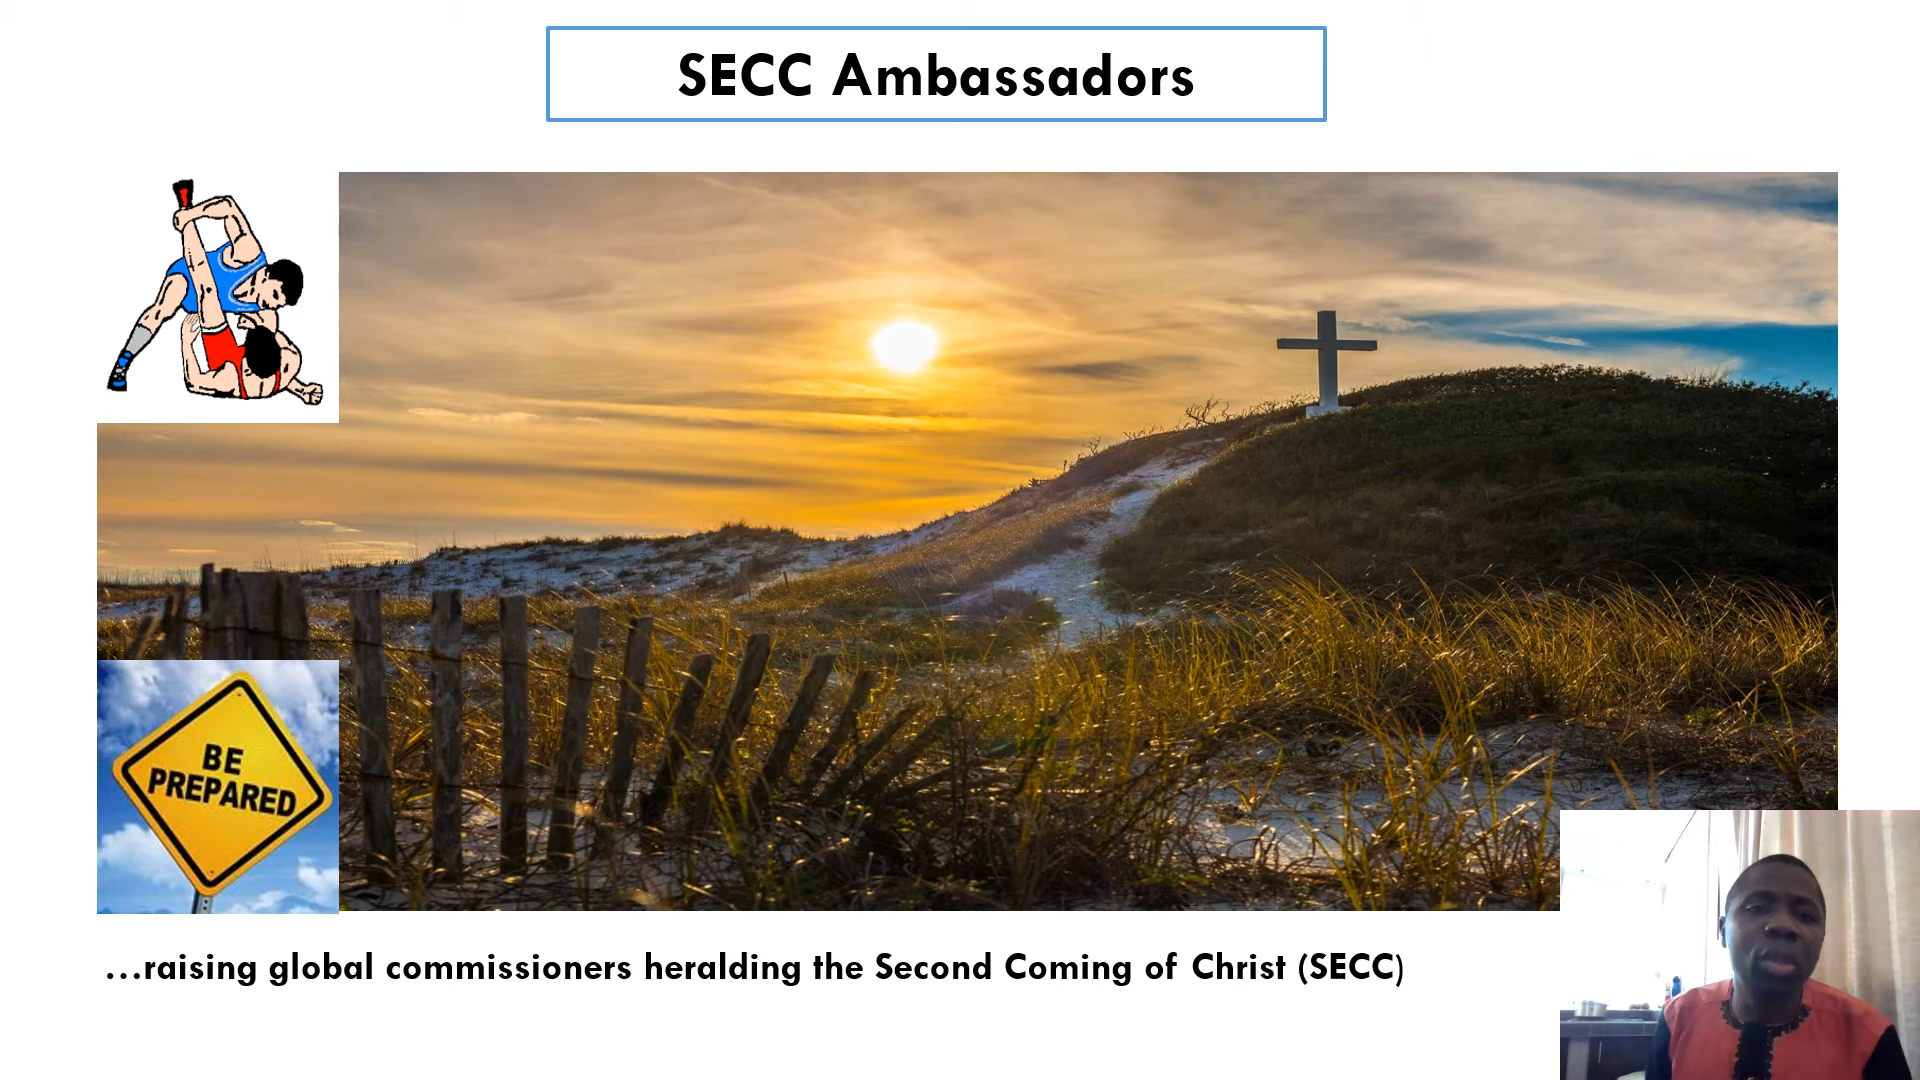 SECC Ambassadors
BE
PREPARED
...raising global commissioners heralding the Second Coming of Christ (SECC)